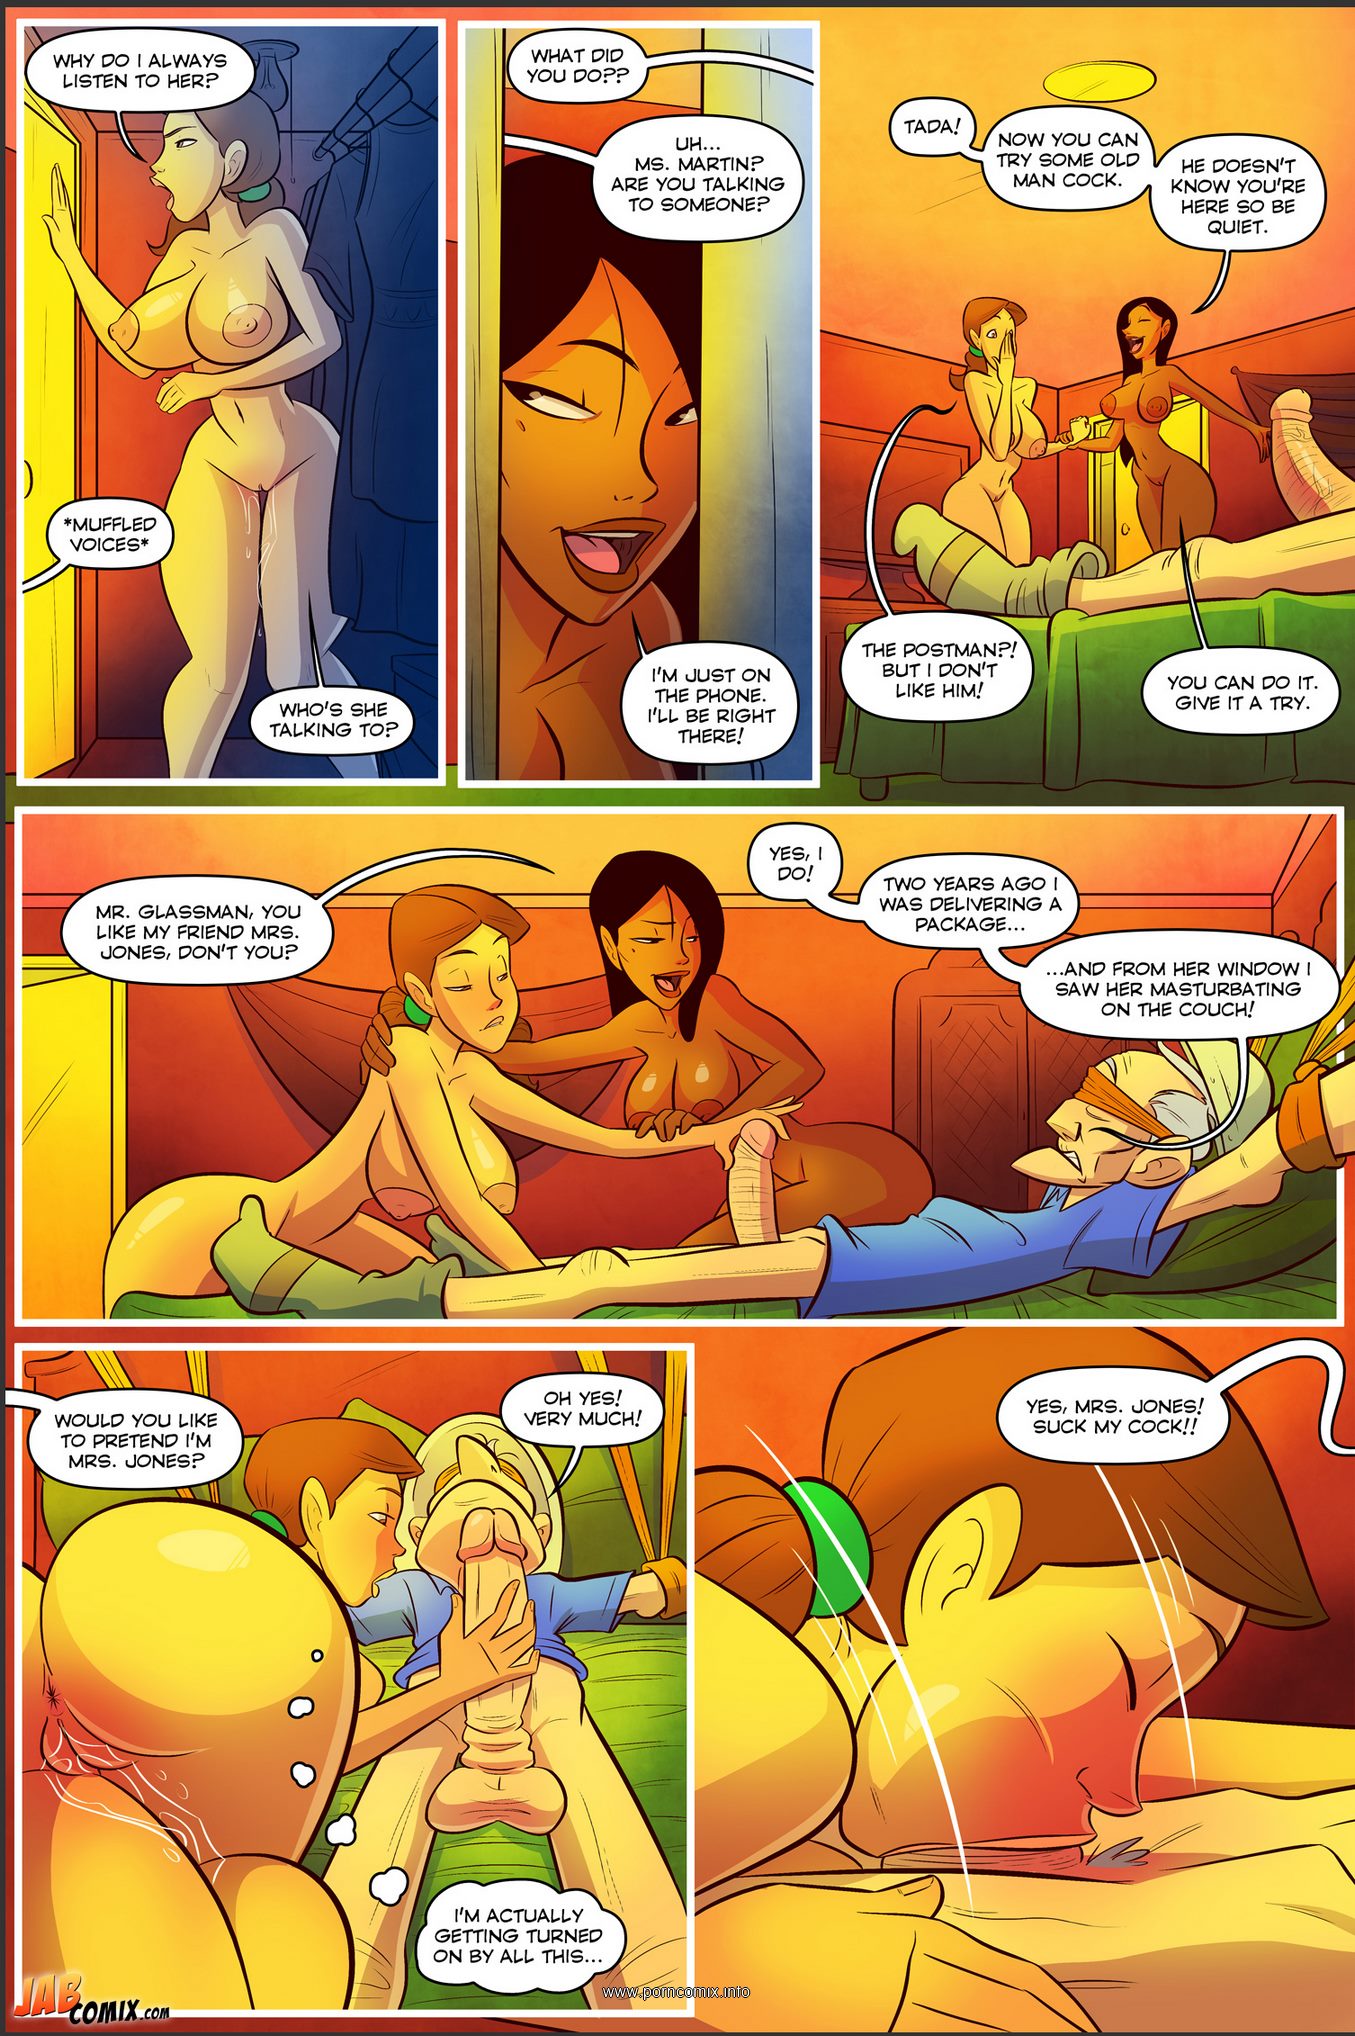 WHY DO I ALWAYS
LISTEN TO HER?
*MUFFLED
VOICES*
WHO'S SHE
TALKING TO?
WHAT DID
YOU DO??
UH...
MS. MARTIN?
ARE YOU TALKING
TO SOMEONE?
I'M JUST ON
THE PHONE.
I'LL BE RIGHT
THERE!
TADA!
NOW YOU CAN
TRY SOME OLD
MAN COCK.
HE DOESN'T
KNOW YOU'RE
HERE SO BE
QUIET.
THE POSTMAN?!
BUT I DON'T
LIKE HIM!
YOU CAN DO IT.
GIVE IT A TRY.
MR. GLASSMAN, YOU
LIKE MY FRIEND MRS.
JONES, DON'T YOU?
YES, I
DO!
TWO YEARS AGO I
WAS DELIVERING A
PACKAGE...
...AND FROM HER WINDOW I
SAW HER MASTURBATING
ON THE COUCH!
WOULD YOU LIKE
TO PRETEND I'M
MRS. JONES?
OH YES!
VERY MUCH!
I'M ACTUALLY
GETTING TURNED
ON BY ALL THIS...
YES, MRS. JONES!
SUCK MY COCK!!
JAB
COMIX.COM
www.porncomix.info